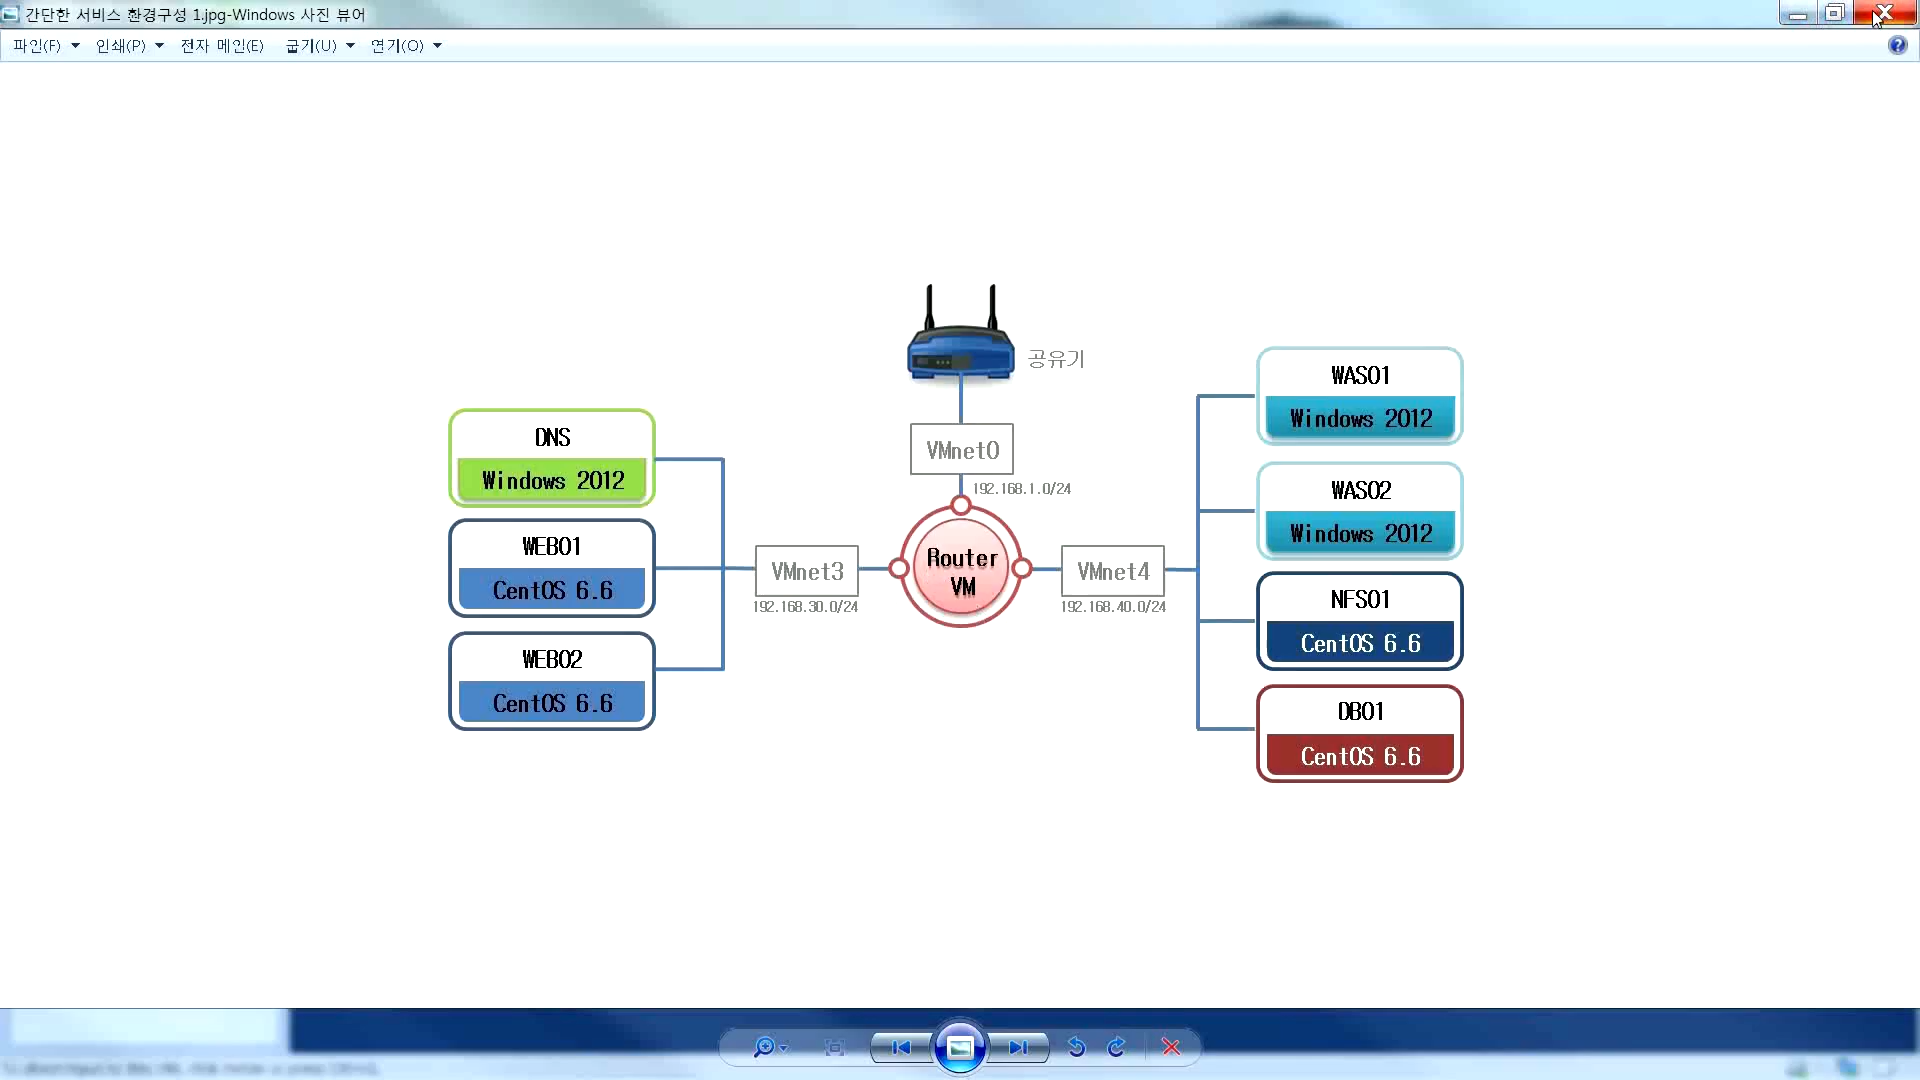 간단한 서비스 환경구성 1.jpg-Windows 사진 뷰어
파인(F) 인쇄(P) 전자 메인(E) 굽기(U) 연기(O)
공유기
VMnet0
192.168.1.0/24
DNS
Windows 2012
WEB01
CentOS 6.6
WEB02
CentOS 6.6
VMnet3
192.168.30.0/24
Router
VM
VMnet4
192.168.40.0/24
WAS01
Windows 2012
WAS02
Windows 2012
NFS01
CentOS 6.6
DB01
CentOS 6.6